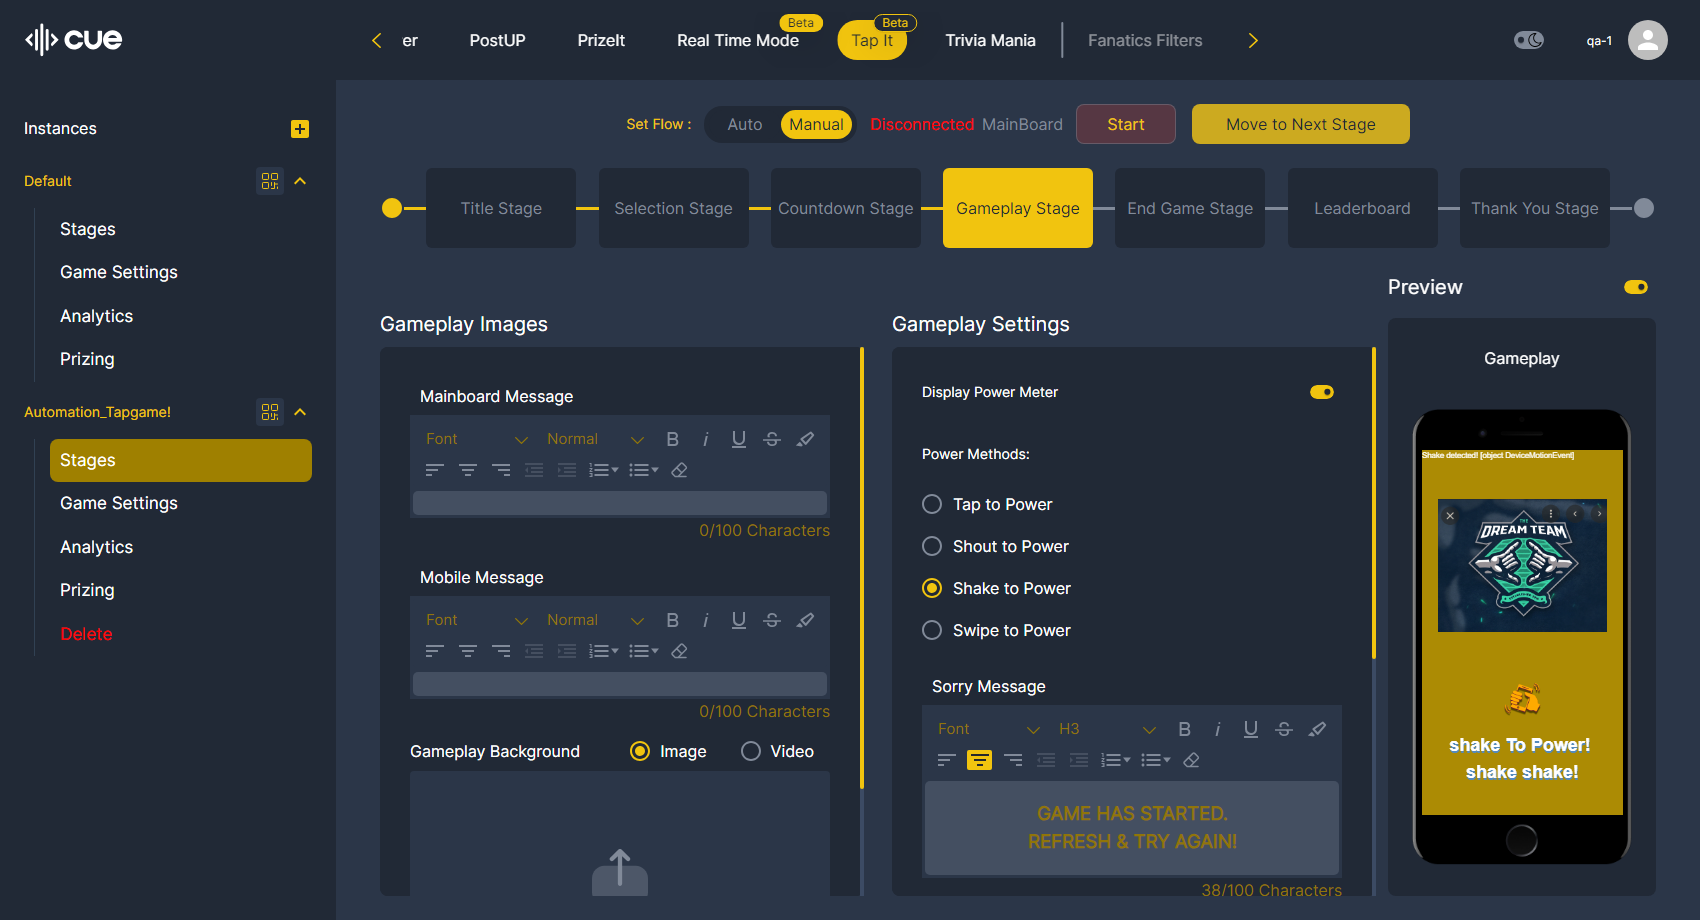 cue
er
PostUP
PrizeIt
Real Time Mode
Beta
Tap It
Beta
Trivia Mania
Fanatics Filters
qa-1
Instances
Default
Stages
Game Settings
Analytics
Prizing
Automation_Tapgame!
Stages
Game Settings
Analytics
Prizing
Delete
Set Flow :
Auto
Manual
Disconnected MainBoard
Start
Move to Next Stage
Title Stage
Selection Stage
Countdown Stage
Gameplay Stage
End Game Stage
Leaderboard
Thank You Stage
Gameplay Images
Mainboard Message
Font
Normal
0/100 Characters
Mobile Message
Font
Normal
0/100 Characters
Gameplay Background
Image
Video
Gameplay Settings
Display Power Meter
Power Methods:
Tap to Power
Shout to Power
Shake to Power
Swipe to Power
Sorry Message
Font
H3
GAME HAS STARTED.
REFRESH & TRY AGAIN!
38/100 Characters
Preview
Gameplay
Shake detected! [object DeviceMotionEvent]
THE
DREAM TEAM
shake To Power!
shake shake!